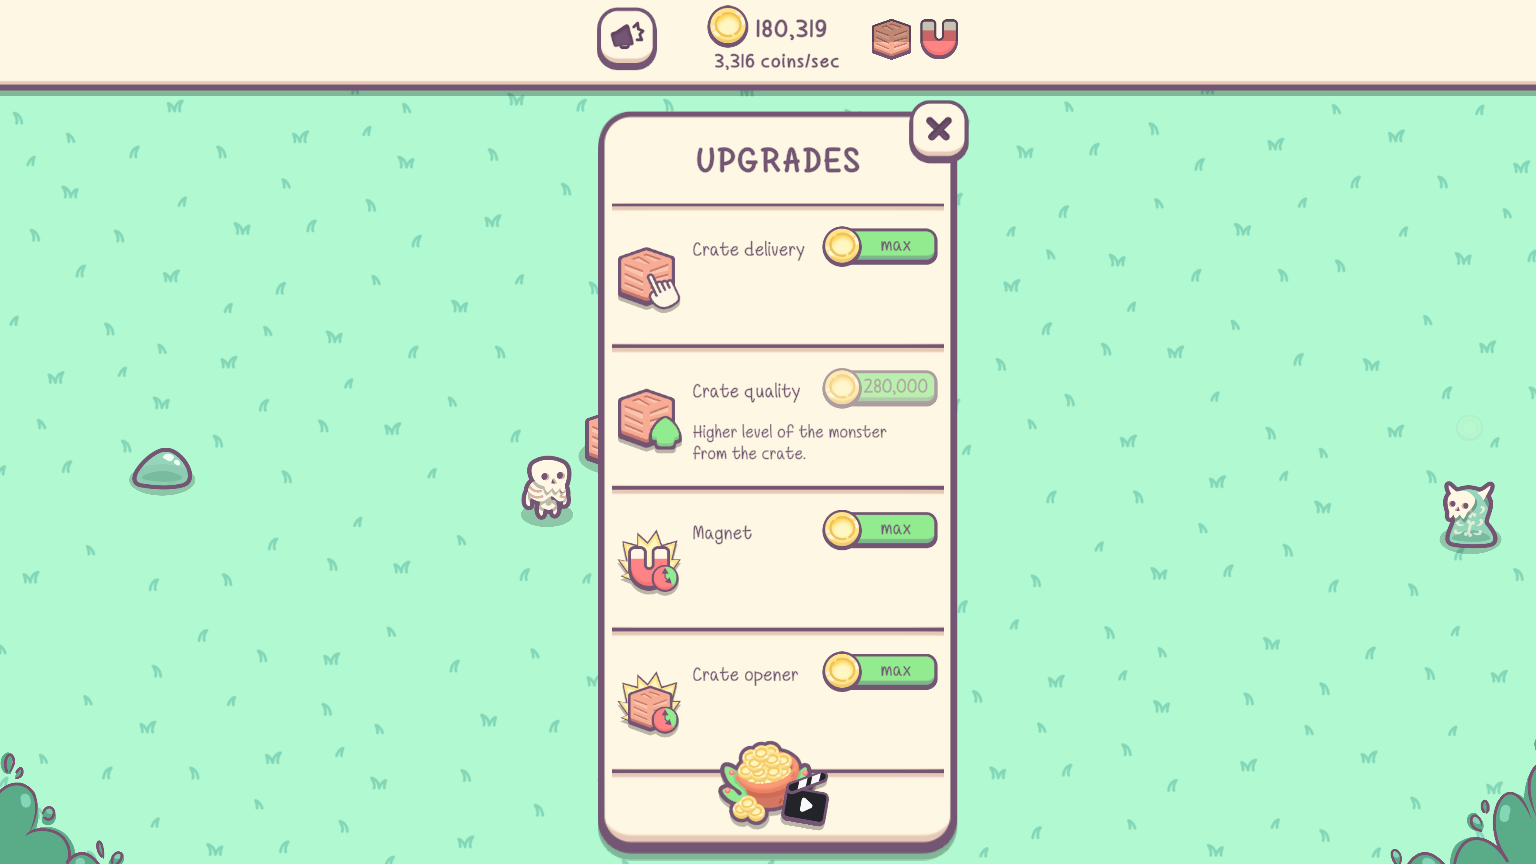 180,319
3,316 coins/sec
UPGRADES
Crate delivery
max
Crate quality
280,000
Higher level of the monster
from the crate.
Magnet
max
Crate opener
max